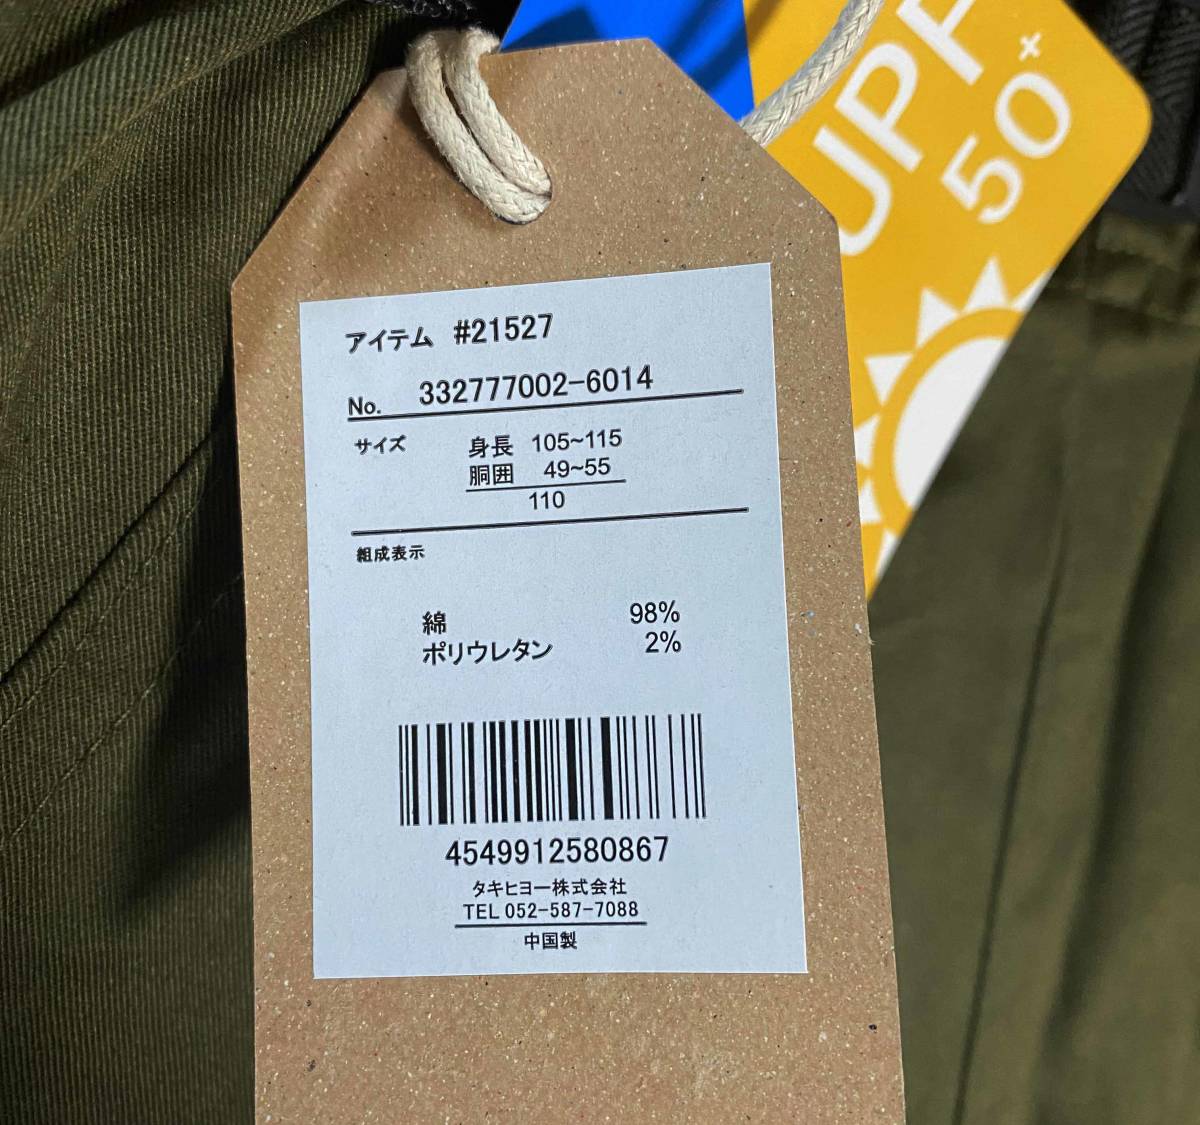 UPF
50+
アイテム #21527
No. 332777002-6014
サイズ 身長 105~115
胴囲 49~55
110
組成表示
綿 98%
ポリウレタン 2%
4549912580867
タキヒヨー株式会社
TEL 052-587-7088
中国製